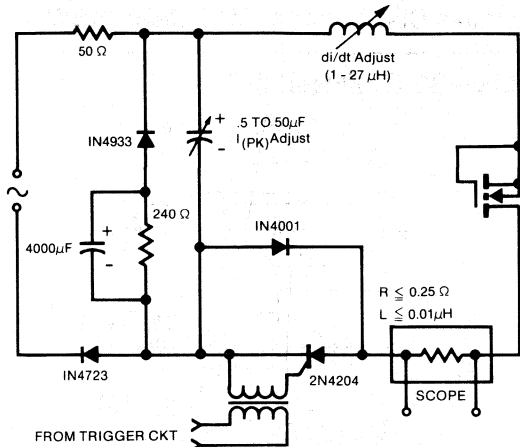 50 Ω
di/dt Adjust
(1 - 27 μH)
+
.5 TO 50μF
I(PK) Adjust
-
IN4933
240 Ω
+
4000μF
-
IN4001
R ≦ 0.25 Ω
L ≦ 0.01μH
IN4723
2N4204
SCOPE
FROM TRIGGER CKT